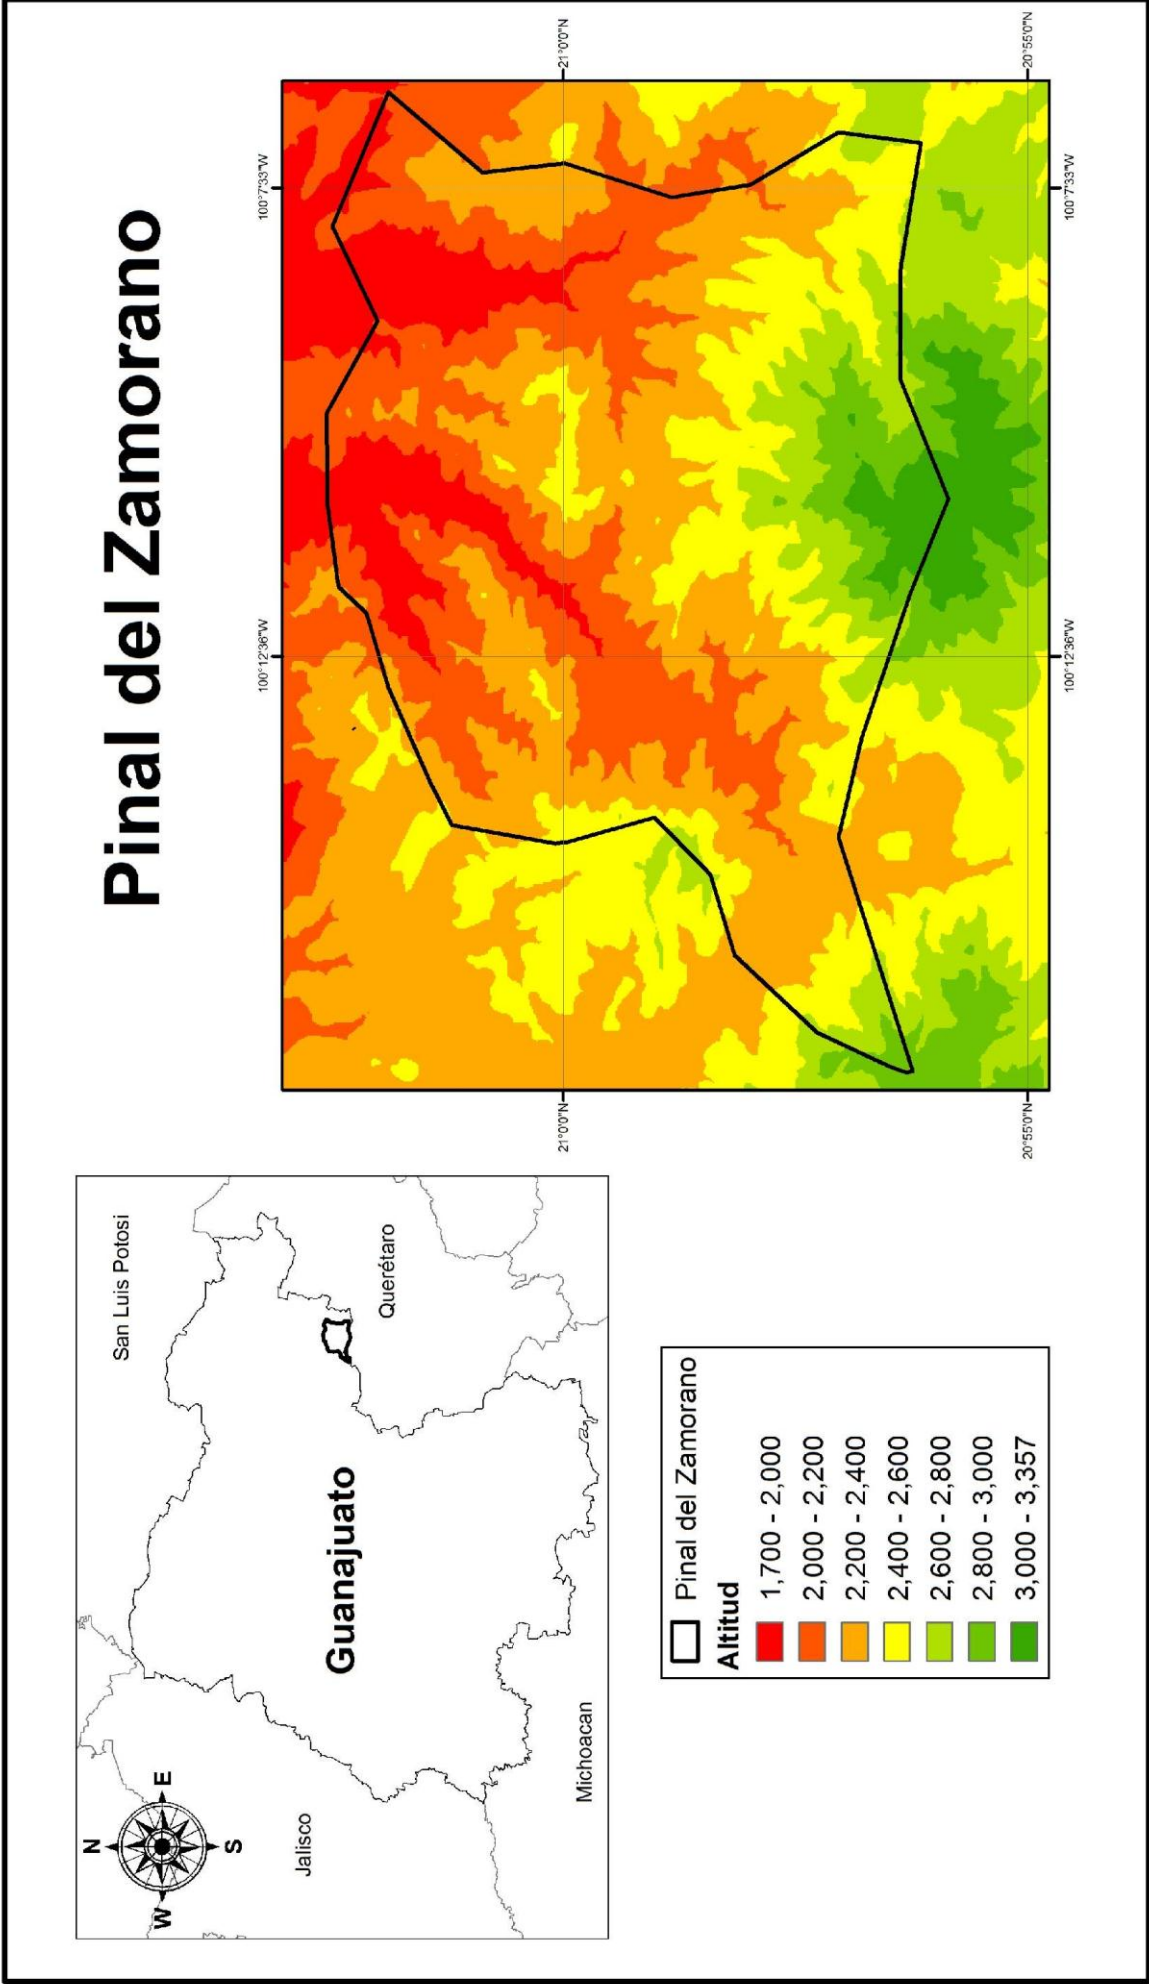 Pinal del Zamorano
N
W
E
S
San Luis Potosi
Jalisco
Guanajuato
Querétaro
Michoacan
100°12'36"W
100°7'33"W
21°0'0"N
21°0'0"N
20°55'0"N
20°55'0"N
100°12'36"W
100°7'33"W
Pinal del Zamorano
Altitud
1,700 - 2,000
2,000 - 2,200
2,200 - 2,400
2,400 - 2,600
2,600 - 2,800
2,800 - 3,000
3,000 - 3,357